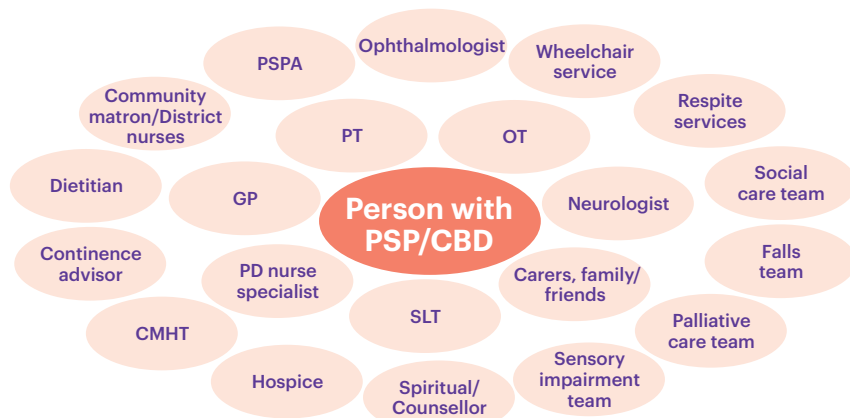 Ophthalmologist
PSPA
Wheelchair
service
Community
matron/District
nurses
Respite
services
PT
OT
Dietitian
GP
Person with
PSP/CBD
Neurologist
Social
care team
Continence
advisor
PD nurse
specialist
Carers, family/
friends
Falls
team
CMHT
SLT
Palliative
care team
Hospice
Spiritual/
Counsellor
Sensory
impairment
team